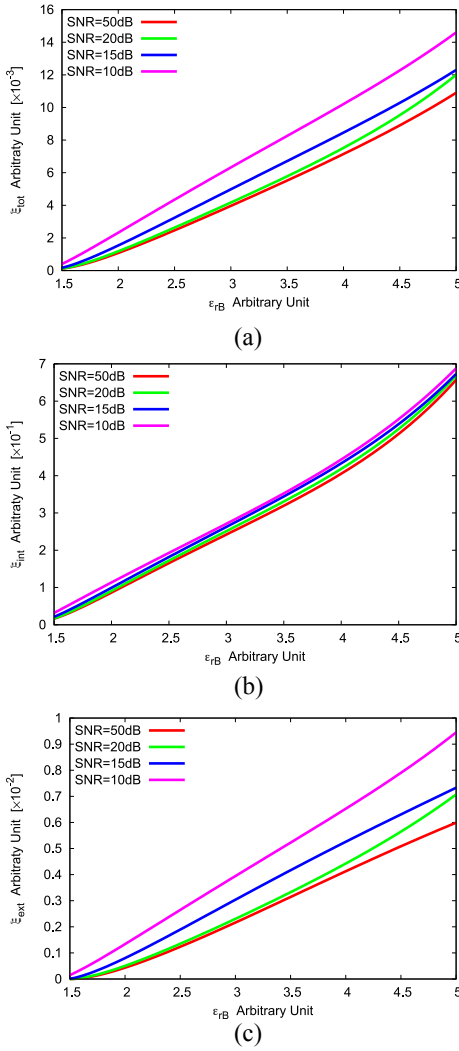 ξtot Arbitraty Unit [×10⁻³]
16
14
12
10
8
6
4
2
0
SNR=50dB
SNR=20dB
SNR=15dB
SNR=10dB
1.5 2 2.5 3 3.5 4 4.5 5
εrB Arbitrary Unit
(a)
ξint Arbitraty Unit [×10⁻¹]
7
6
5
4
3
2
1
0
SNR=50dB
SNR=20dB
SNR=15dB
SNR=10dB
1.5 2 2.5 3 3.5 4 4.5 5
εrB Arbitrary Unit
(b)
ξext Arbitraty Unit [×10⁻²]
1
0.9
0.8
0.7
0.6
0.5
0.4
0.3
0.2
0.1
0
SNR=50dB
SNR=20dB
SNR=15dB
SNR=10dB
1.5 2 2.5 3 3.5 4 4.5 5
εrB Arbitrary Unit
(c)